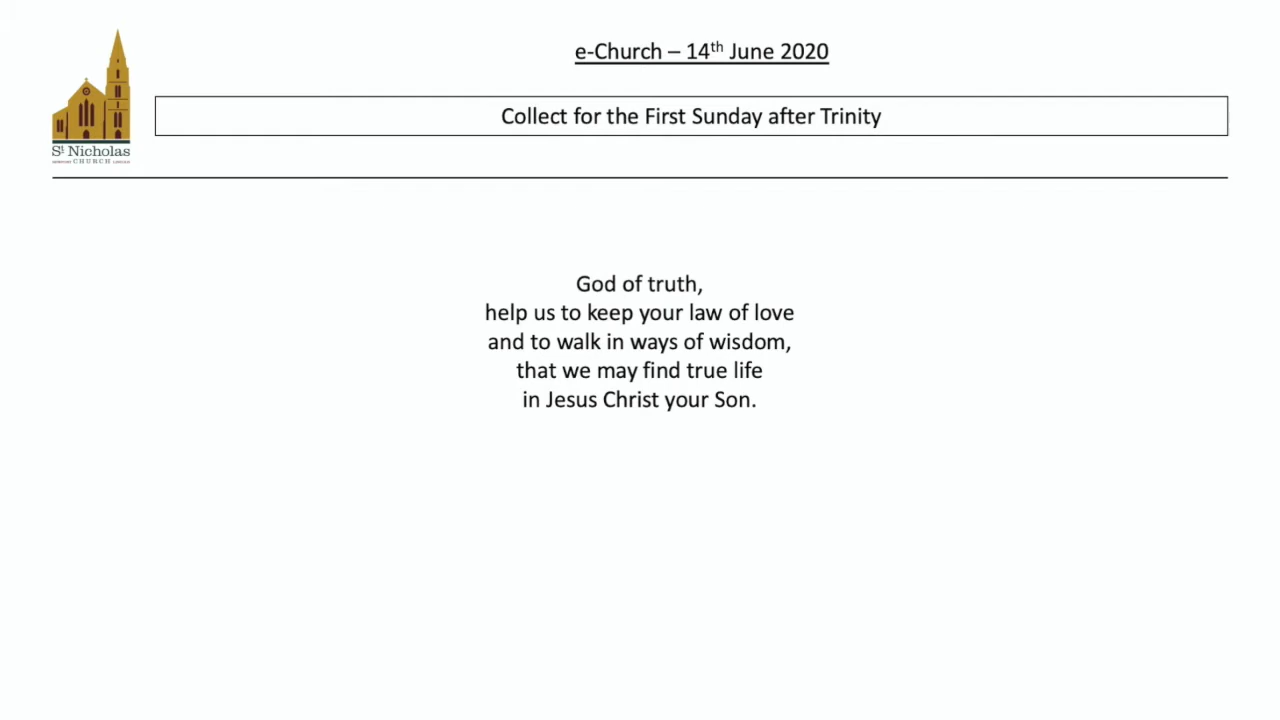 e-Church – 14th June 2020
Collect for the First Sunday after Trinity
St Nicholas
CHURCH
God of truth,
help us to keep your law of love
and to walk in ways of wisdom,
that we may find true life
in Jesus Christ your Son.